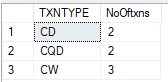 TXNTYPE NoOftxns
1 CD 2
2 CQD 2
3 CW 3